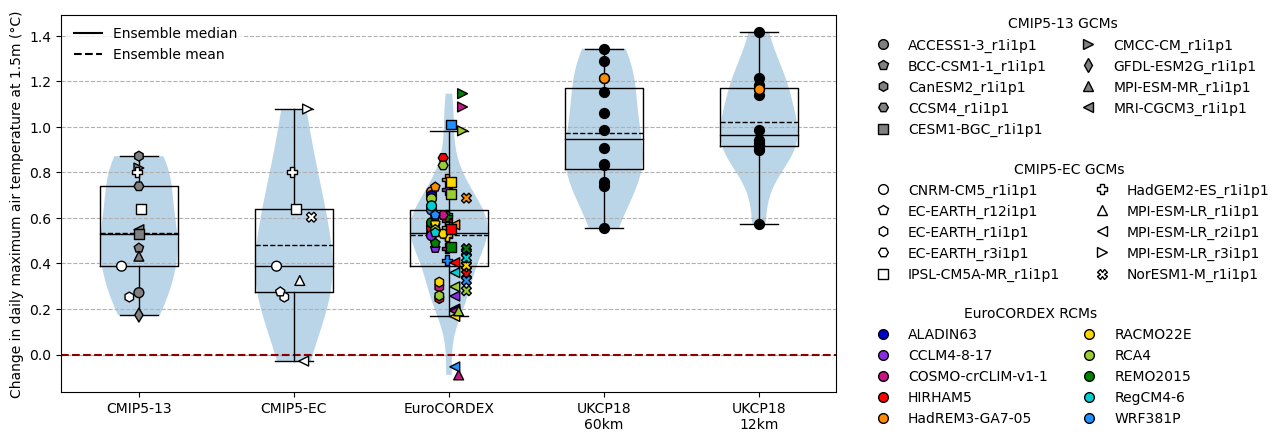 Change in daily maximum air temperature at 1.5m (°C)
1.4
1.2
1.0
0.8
0.6
0.4
0.2
0.0
Ensemble median
Ensemble mean
CMIP5-13
CMIP5-EC
EuroCORDEX
UKCP18
60km
UKCP18
12km
CMIP5-13 GCMs
ACCESS1-3_r1i1p1
BCC-CSM1-1_r1i1p1
CanESM2_r1i1p1
CCSM4_r1i1p1
CESM1-BGC_r1i1p1
CMCC-CM_r1i1p1
GFDL-ESM2G_r1i1p1
MPI-ESM-MR_r1i1p1
MRI-CGCM3_r1i1p1
CMIP5-EC GCMs
CNRM-CM5_r1i1p1
EC-EARTH_r12i1p1
EC-EARTH_r1i1p1
EC-EARTH_r3i1p1
IPSL-CM5A-MR_r1i1p1
HadGEM2-ES_r1i1p1
MPI-ESM-LR_r1i1p1
MPI-ESM-LR_r2i1p1
MPI-ESM-LR_r3i1p1
NorESM1-M_r1i1p1
EuroCORDEX RCMs
ALADIN63
CCLM4-8-17
COSMO-crCLIM-v1-1
HIRHAM5
HadREM3-GA7-05
RACMO22E
RCA4
REMO2015
RegCM4-6
WRF381P